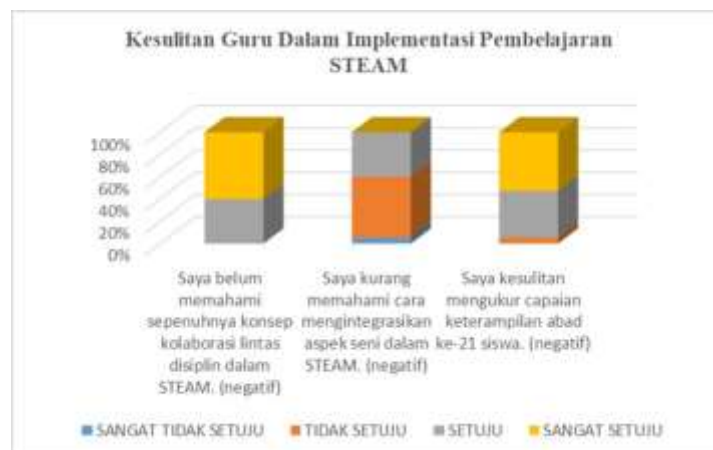 Kesulitan Guru Dalam Implementasi Pembelajaran
STEAM
100%
80%
60%
40%
20%
0%
Saya belum
memahami
sepenuhnya konsep
kolaborasi lintas
disiplin dalam
STEAM. (negatif)
Saya kurang
memahami cara
mengintegrasikan
aspek seni dalam
STEAM. (negatif)
Saya kesulitan
mengukur capaian
keterampilan abad
ke-21 siswa. (negatif)
SANGAT TIDAK SETUJU TIDAK SETUJU SETUJU SANGAT SETUJU